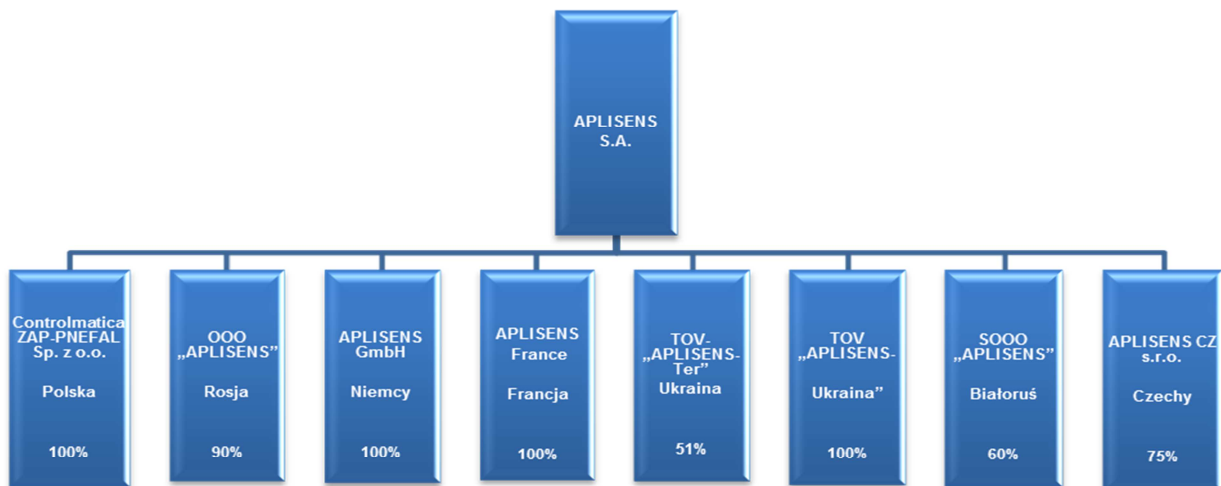 APLISENS
S.A.
Controlmatica
ZAP-PNEFAL
Sp. z o.o.
Polska
100%
OOO
„APLISENS”
Rosja
90%
APLISENS
GmbH
Niemcy
100%
APLISENS
France
Francja
100%
TOV-
„APLISENS-
Ter”
Ukraina
51%
TOV
„APLISENS-
Ukraina”
100%
SOOO
„APLISENS”
Białoruś
60%
APLISENS CZ
s.r.o.
Czechy
75%